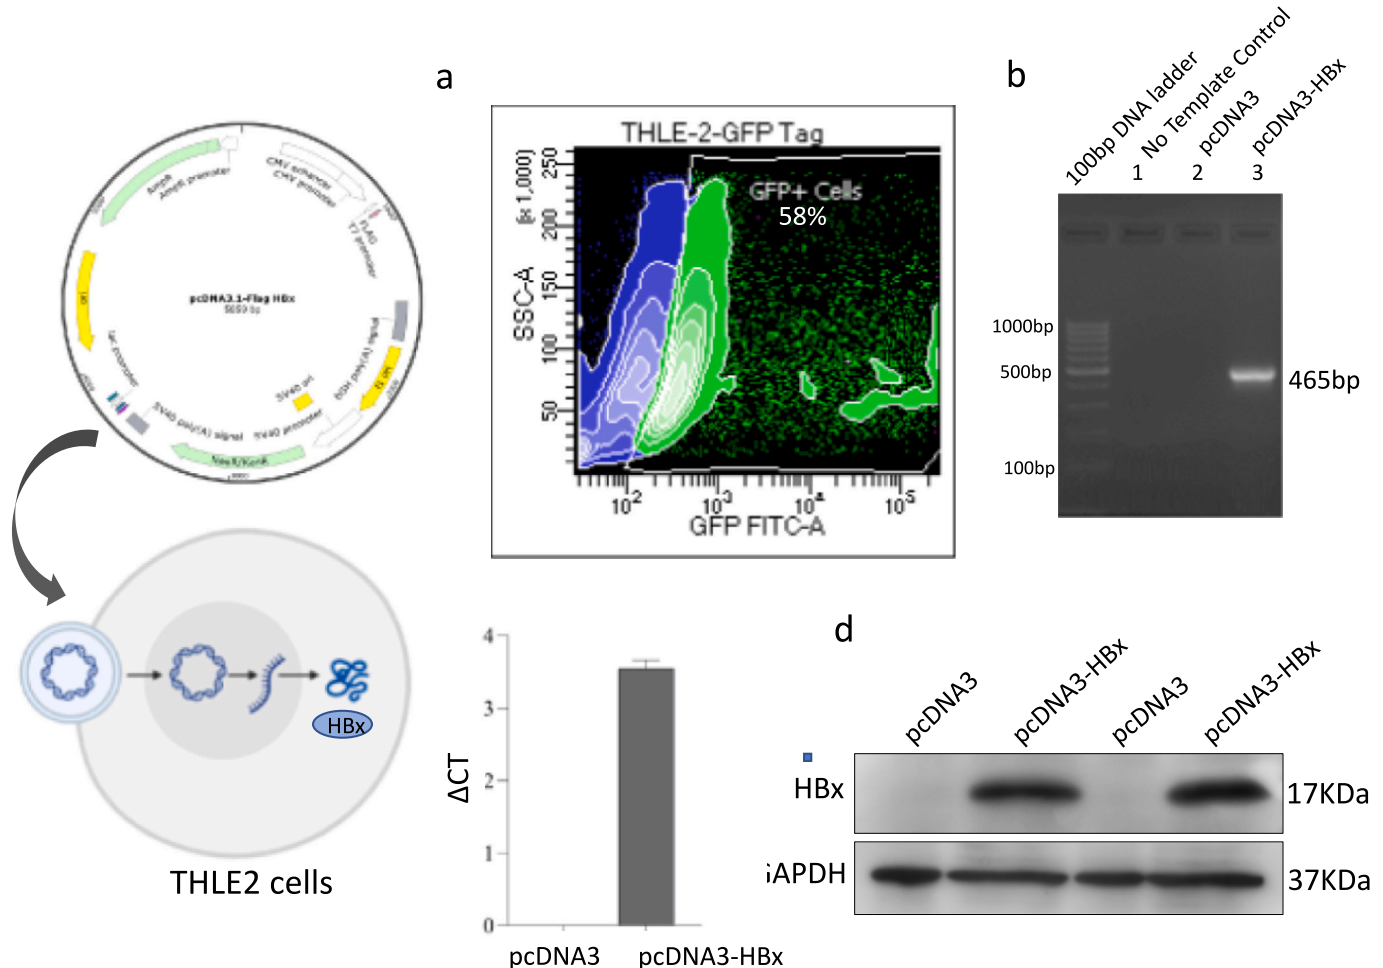 CMV enhancer
CMV promoter
FLAG
T7 promoter
AmpR
AmpR promoter
pcDNA3.1-Flag HBx
BGH poly(A) signal
SV40 ori
SV40 promoter
SV40 poly(A) signal
NeoR/KanR
lac promoter
HBx
THLE2 cells
a
THLE-2-GFP Tag
GFP+ Cells
58%
SSC-A
(x 1,000)
250
200
150
100
50
10²
10³
10⁴
10⁵
GFP FITC-A
b
100bp DNA ladder
No Template Control
pcDNA3
pcDNA3-HBx
1
2
3
1000bp
500bp
100bp
465bp
ΔCT
4
3
2
1
0
pcDNA3
pcDNA3-HBx
d
pcDNA3
pcDNA3-HBx
pcDNA3
pcDNA3-HBx
HBx
17KDa
GAPDH
37KDa